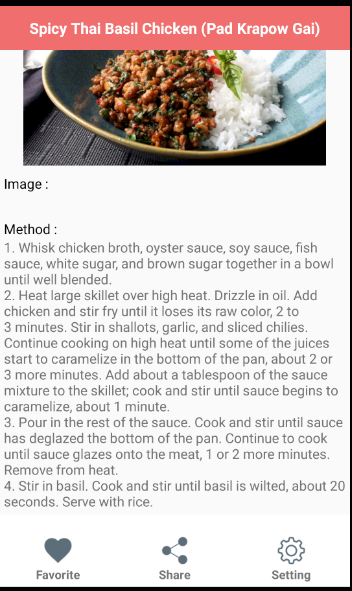 Spicy Thai Basil Chicken (Pad Krapow Gai)
Image :
Method :
1. Whisk chicken broth, oyster sauce, soy sauce, fish
sauce, white sugar, and brown sugar together in a bowl
until well blended.
2. Heat large skillet over high heat. Drizzle in oil. Add
chicken and stir fry until it loses its raw color, 2 to
3 minutes. Stir in shallots, garlic, and sliced chilies.
Continue cooking on high heat until some of the juices
start to caramelize in the bottom of the pan, about 2 or
3 more minutes. Add about a tablespoon of the sauce
mixture to the skillet; cook and stir until sauce begins to
caramelize, about 1 minute.
3. Pour in the rest of the sauce. Cook and stir until sauce
has deglazed the bottom of the pan. Continue to cook
until sauce glazes onto the meat, 1 or 2 more minutes.
Remove from heat.
4. Stir in basil. Cook and stir until basil is wilted, about 20
seconds. Serve with rice.
Favorite
Share
Setting